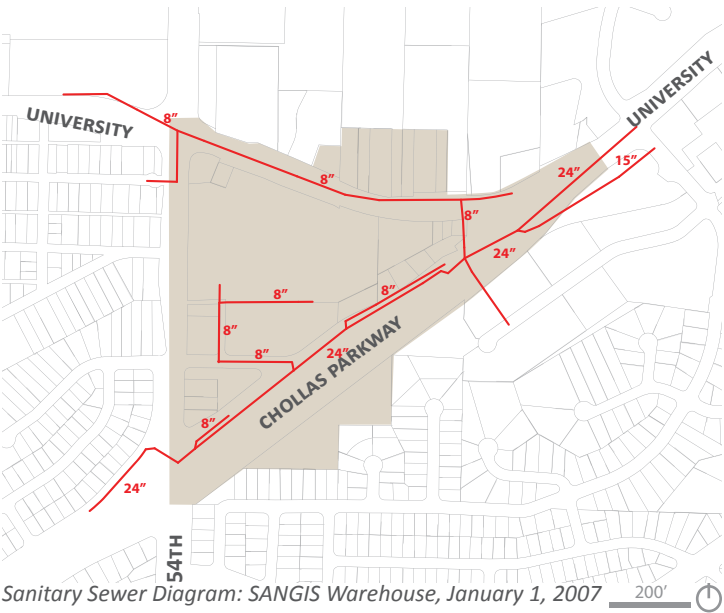 UNIVERSITY
UNIVERSITY
8”
8”
24”
15”
8”
24”
8”
8”
8”
8”
24”
CHOLLAS PARKWAY
8”
24”
54TH
Sanitary Sewer Diagram: SANGIS Warehouse, January 1, 2007
200’